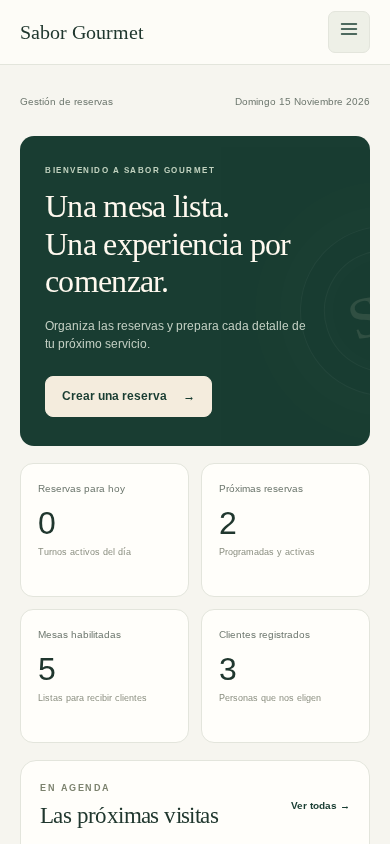 Sabor Gourmet
Gestión de reservas
Domingo 15 Noviembre 2026
BIENVENIDO A SABOR GOURMET
Una mesa lista.
Una experiencia por
comenzar.
Organiza las reservas y prepara cada detalle de
tu próximo servicio.
Crear una reserva →
S
Reservas para hoy
0
Turnos activos del día
Próximas reservas
2
Programadas y activas
Mesas habilitadas
5
Listas para recibir clientes
Clientes registrados
3
Personas que nos eligen
EN AGENDA
Las próximas visitas
Ver todas →